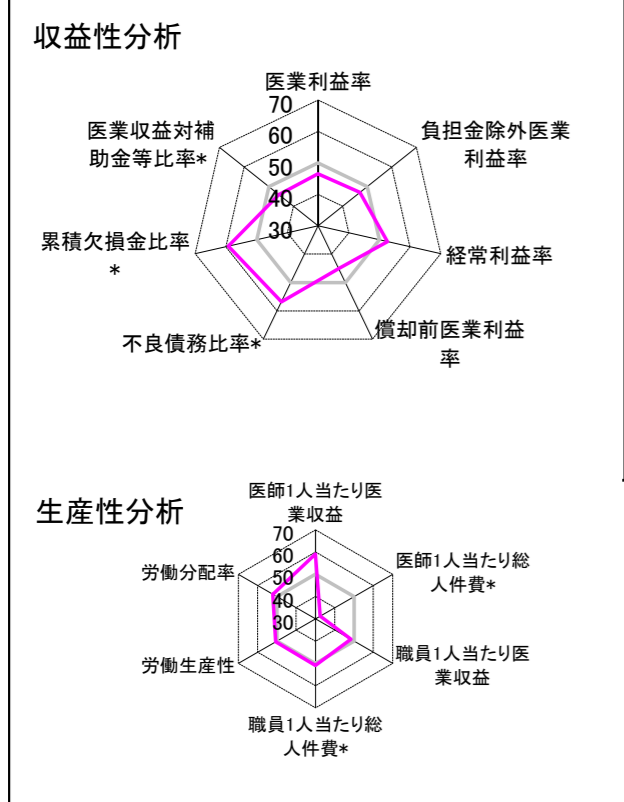 収益性分析
医業利益率
70
60
50
40
30
負担金除外医業
利益率
経常利益率
償却前医業利益
率
不良債務比率*
累積欠損金比率
*
医業収益対補
助金等比率*
生産性分析
医師1人当たり医
業収益
70
60
50
40
30
医師1人当たり総
人件費*
職員1人当たり医
業収益
職員1人当たり総
人件費*
労働生産性
労働分配率